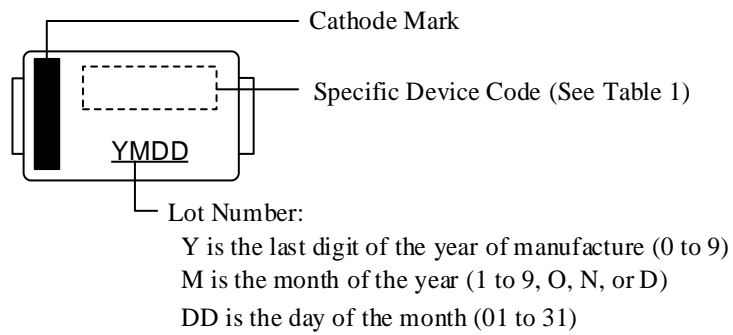 Cathode Mark
Specific Device Code (See Table 1)
YMDD
Lot Number:
Y is the last digit of the year of manufacture (0 to 9)
M is the month of the year (1 to 9, O, N, or D)
DD is the day of the month (01 to 31)